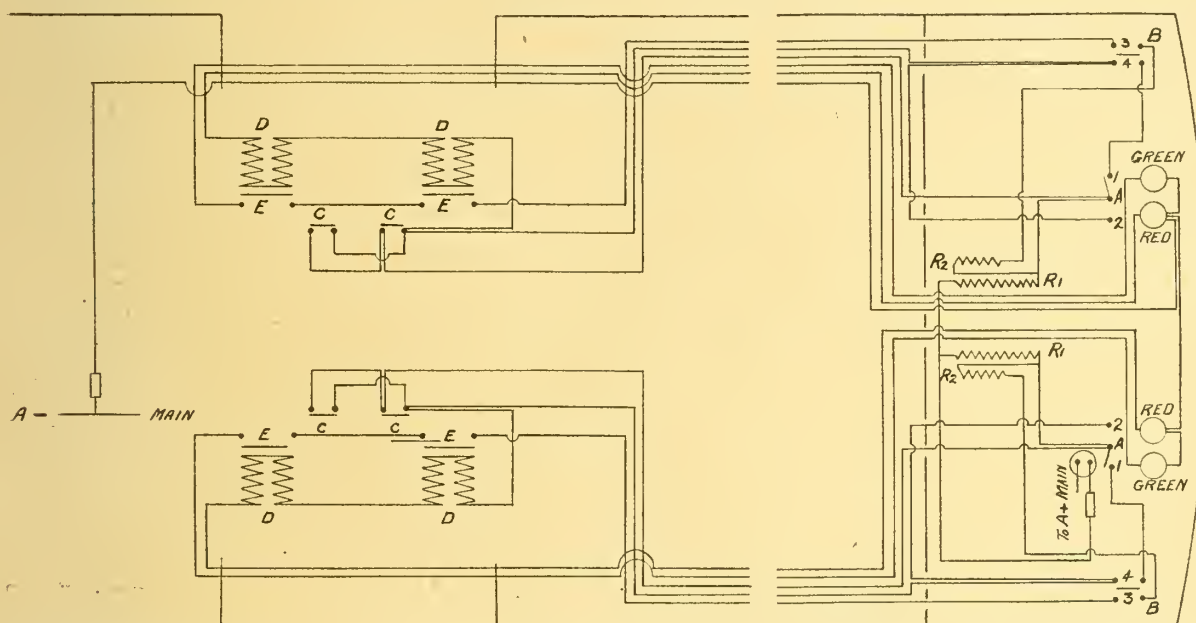 3 B
4
D D
GREEN
1
A
E E
C C
2
RED
R2
R1
R1
R2
A – MAIN
RED
2
C C
A
E E
1
TO A + MAIN
GREEN
D D
4
3 B